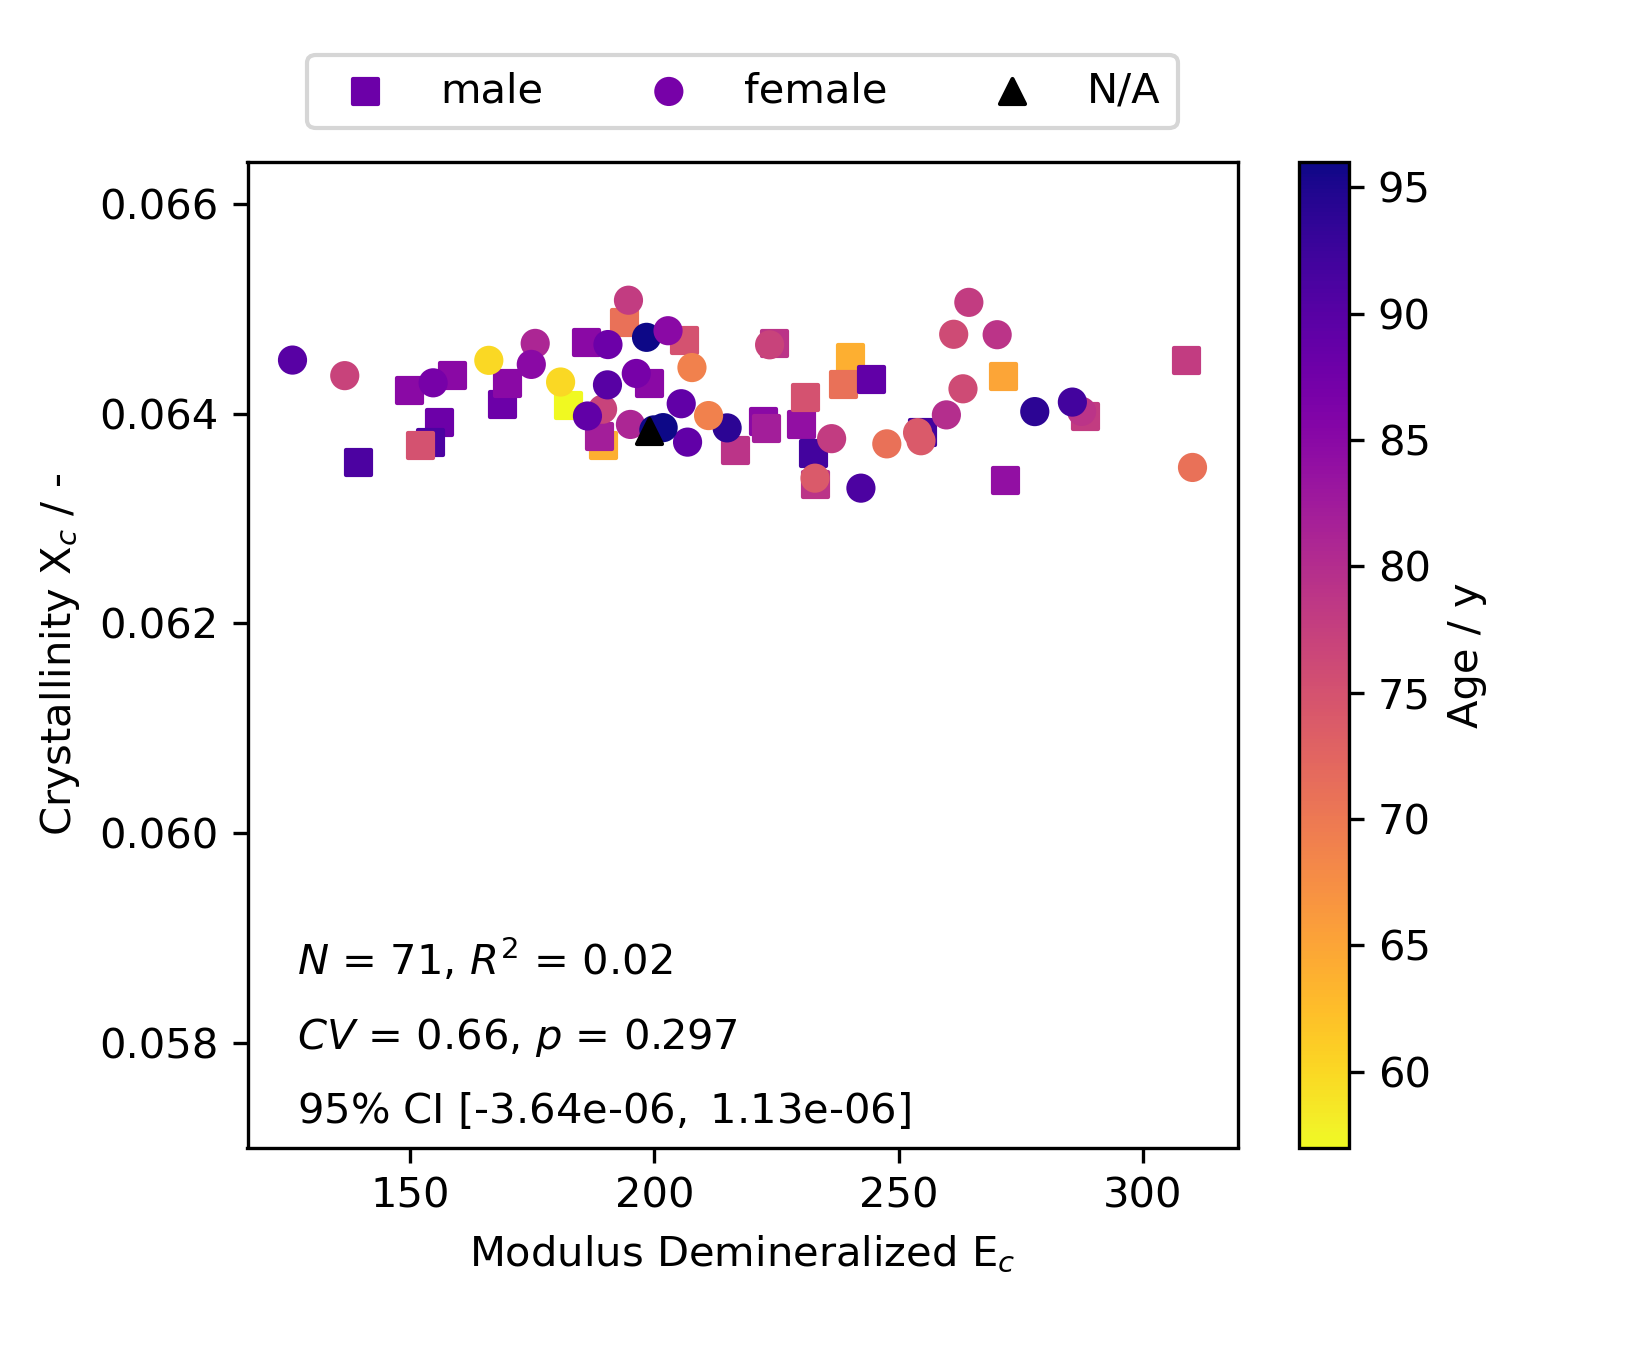 male female N/A
0.066
0.064
0.062
0.060
0.058
Crystallinity X_c / -
N = 71, R² = 0.02
CV = 0.66, p = 0.297
95% CI [-3.64e-06, 1.13e-06]
150 200 250 300
Modulus Demineralized E_c
95
90
85
80
75
70
65
60
Age / y